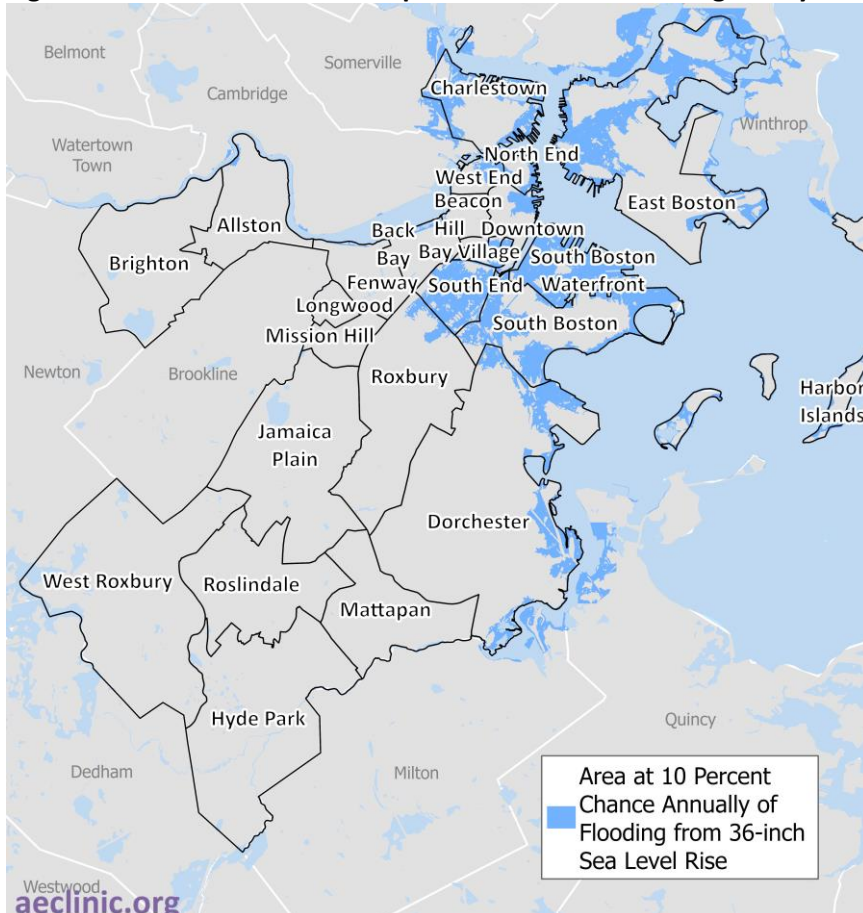 Belmont
Somerville
Cambridge
Charlestown
Watertown
Town
Winthrop
North End
West End
Beacon
Hill
East Boston
Allston
Back
Bay
Downtown
Bay Village
South Boston
Waterfront
Brighton
Fenway
South End
Longwood
South Boston
Mission Hill
Newton
Brookline
Roxbury
Harbor
Islands
Jamaica
Plain
Dorchester
West Roxbury
Roslindale
Mattapan
Hyde Park
Quincy
Dedham
Milton
Area at 10 Percent
Chance Annually of
Flooding from 36-inch
Sea Level Rise
Westwood
aeclinic.org